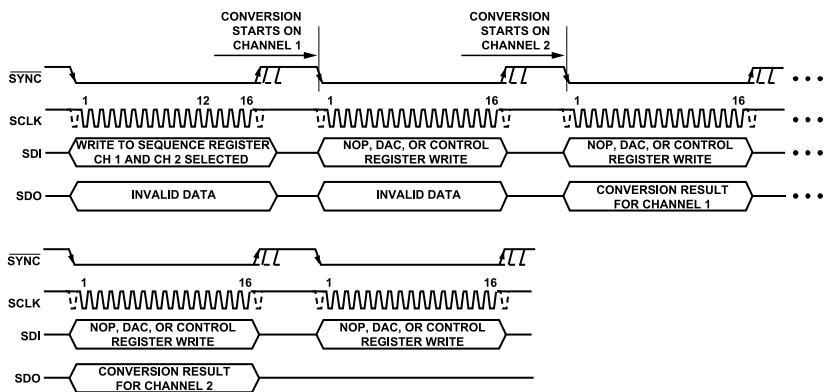 CONVERSION
STARTS ON
CHANNEL 1
CONVERSION
STARTS ON
CHANNEL 2
SYNC
SCLK
1
12
16
1
16
1
16
SDI
WRITE TO SEQUENCE REGISTER
CH 1 AND CH 2 SELECTED
NOP, DAC, OR CONTROL
REGISTER WRITE
NOP, DAC, OR CONTROL
REGISTER WRITE
SDO
INVALID DATA
INVALID DATA
CONVERSION RESULT
FOR CHANNEL 1
SYNC
SCLK
1
16
1
16
SDI
NOP, DAC, OR CONTROL
REGISTER WRITE
NOP, DAC, OR CONTROL
REGISTER WRITE
SDO
CONVERSION RESULT
FOR CHANNEL 2